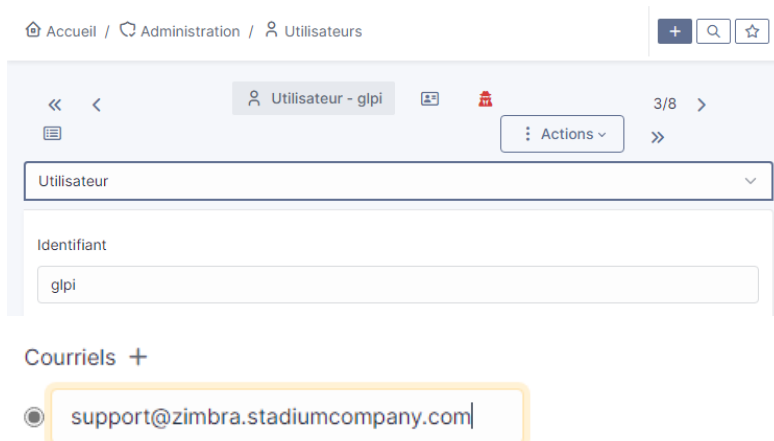 Accueil / Administration / Utilisateurs
Utilisateur - glpi
3/8
Actions
Utilisateur
Identifiant
glpi
Courriels +
support@zimbra.stadiumcompany.com